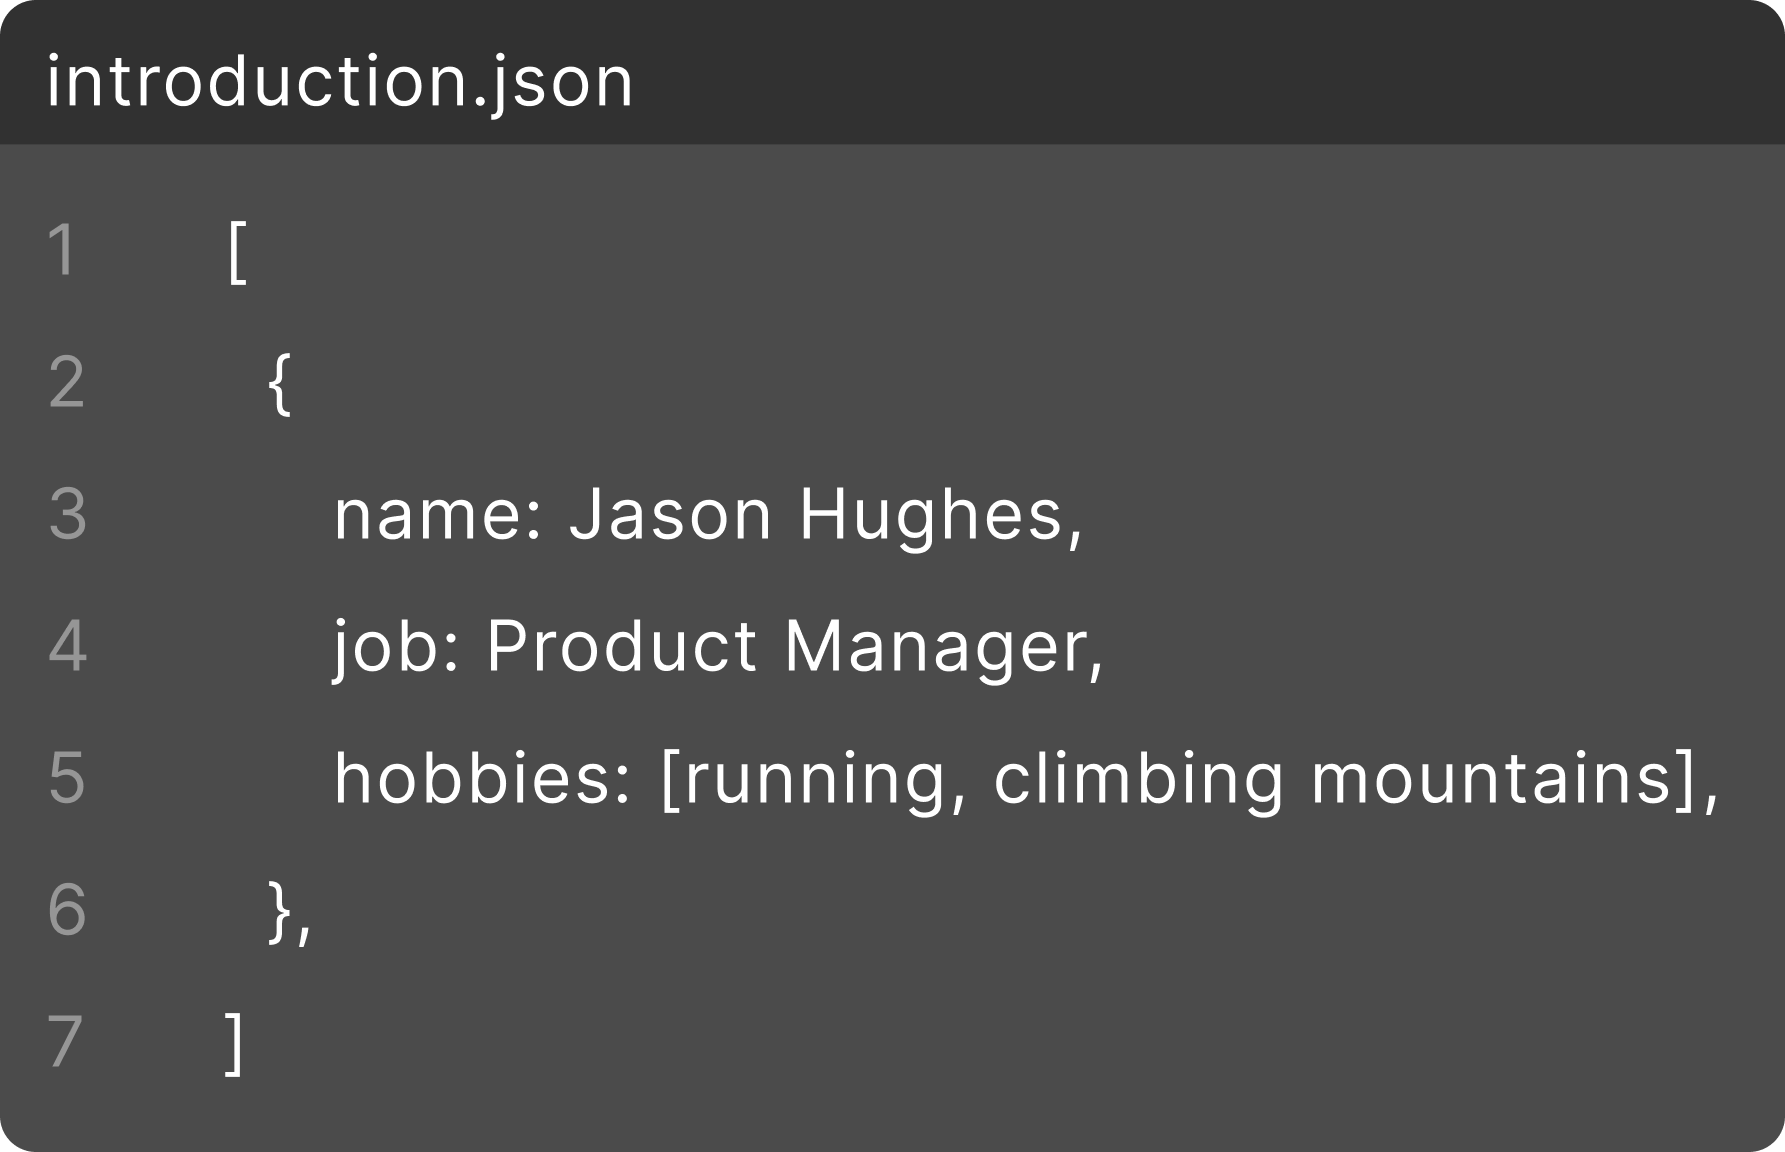 introduction.json
1 [
2 {
3 name: Jason Hughes,
4 job: Product Manager,
5 hobbies: [running, climbing mountains],
6 },
7 ]